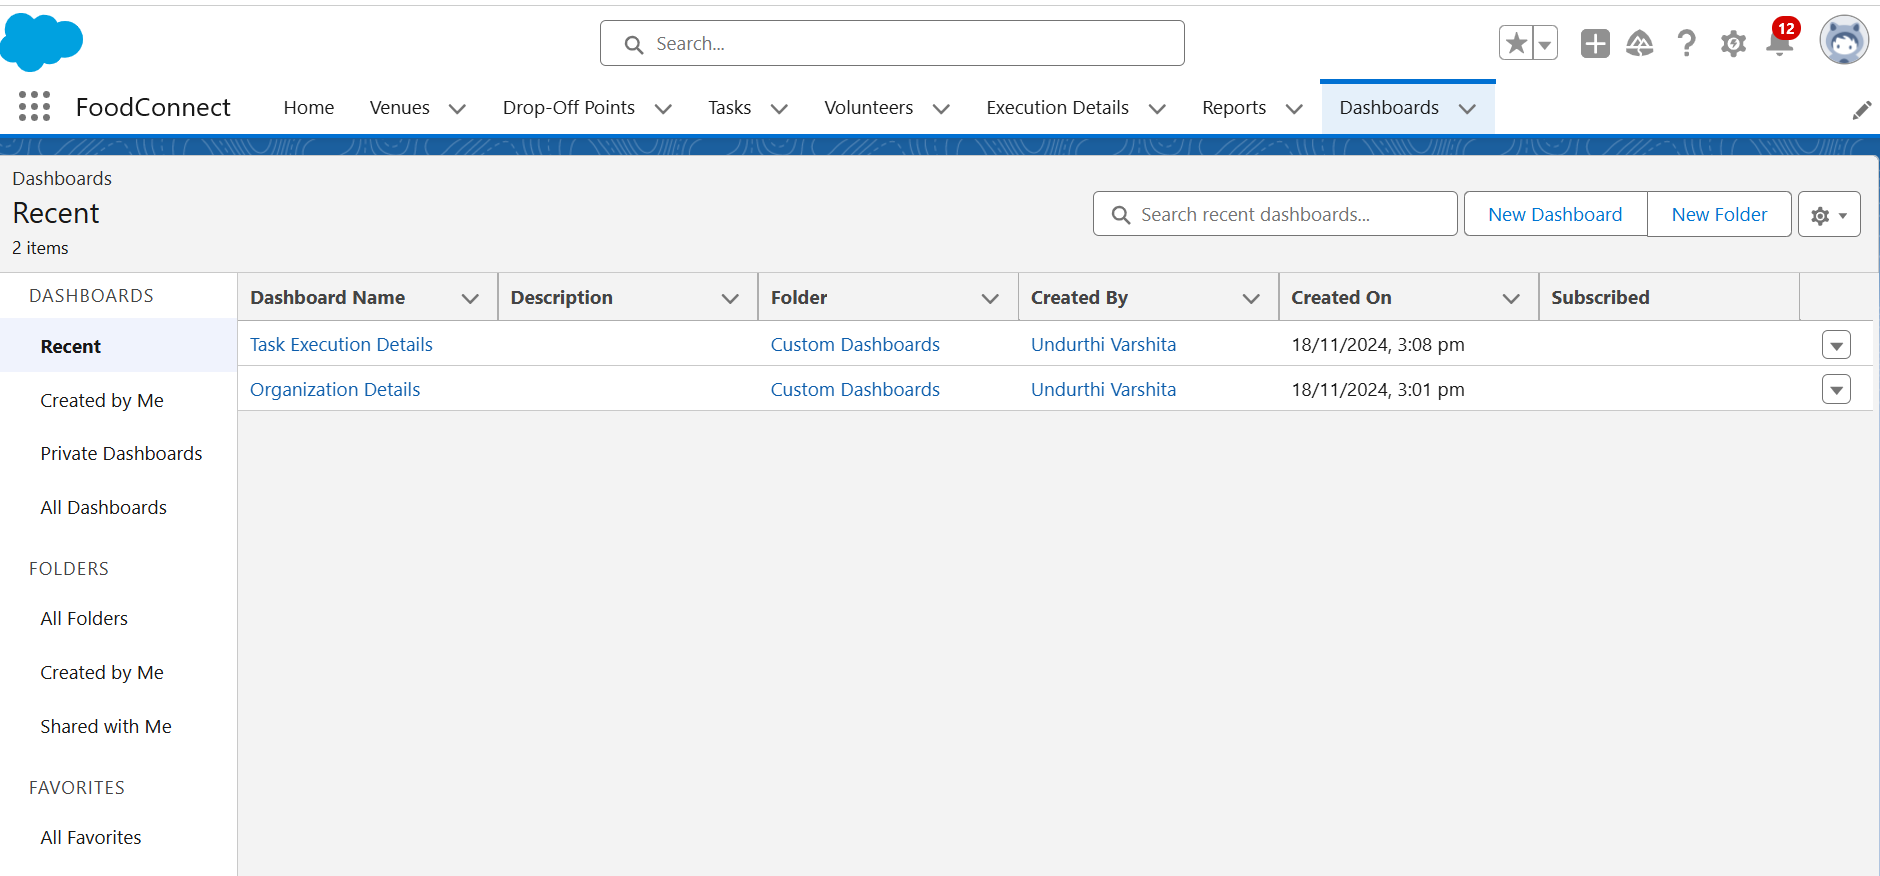 Search...
12
FoodConnect Home Venues Drop-Off Points Tasks Volunteers Execution Details Reports Dashboards
Dashboards
Recent
2 items
Search recent dashboards...
New Dashboard
New Folder
DASHBOARDS
Recent
Created by Me
Private Dashboards
All Dashboards
FOLDERS
All Folders
Created by Me
Shared with Me
FAVORITES
All Favorites
Dashboard Name Description Folder Created By Created On Subscribed
Task Execution Details Custom Dashboards Undurthi Varshita 18/11/2024, 3:08 pm
Organization Details Custom Dashboards Undurthi Varshita 18/11/2024, 3:01 pm